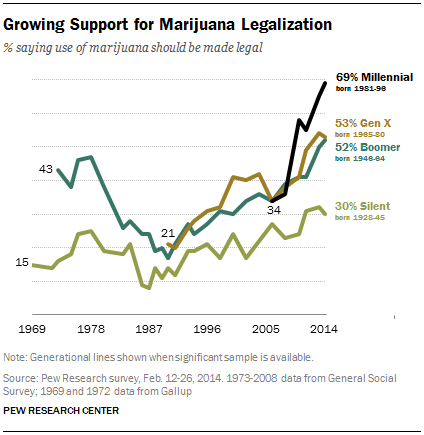 Growing Support for Marijuana Legalization
% saying use of marijuana should be made legal
69% Millennial
born 1981-96
53% Gen X
born 1965-80
52% Boomer
born 1946-64
43
21
34
30% Silent
born 1928-45
15
1969 1978 1987 1996 2005 2014
Note: Generational lines shown when significant sample is available.
Source: Pew Research survey, Feb. 12-26, 2014. 1973-2008 data from General Social
Survey; 1969 and 1972 data from Gallup
PEW RESEARCH CENTER